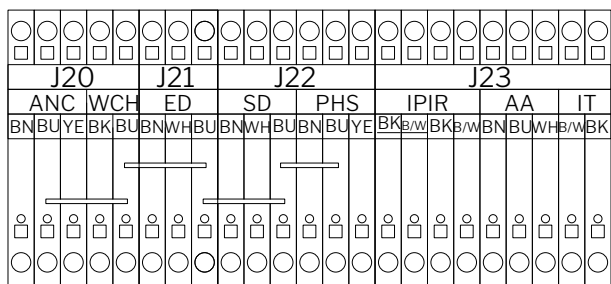 J20 J21 J22 J23
ANC WCH ED SD PHS IPIR AA IT
BN BU YE BK BU BN WH BU BN WH BU BN BU YE BK B/W BK B/W BN BU WH B/W BK